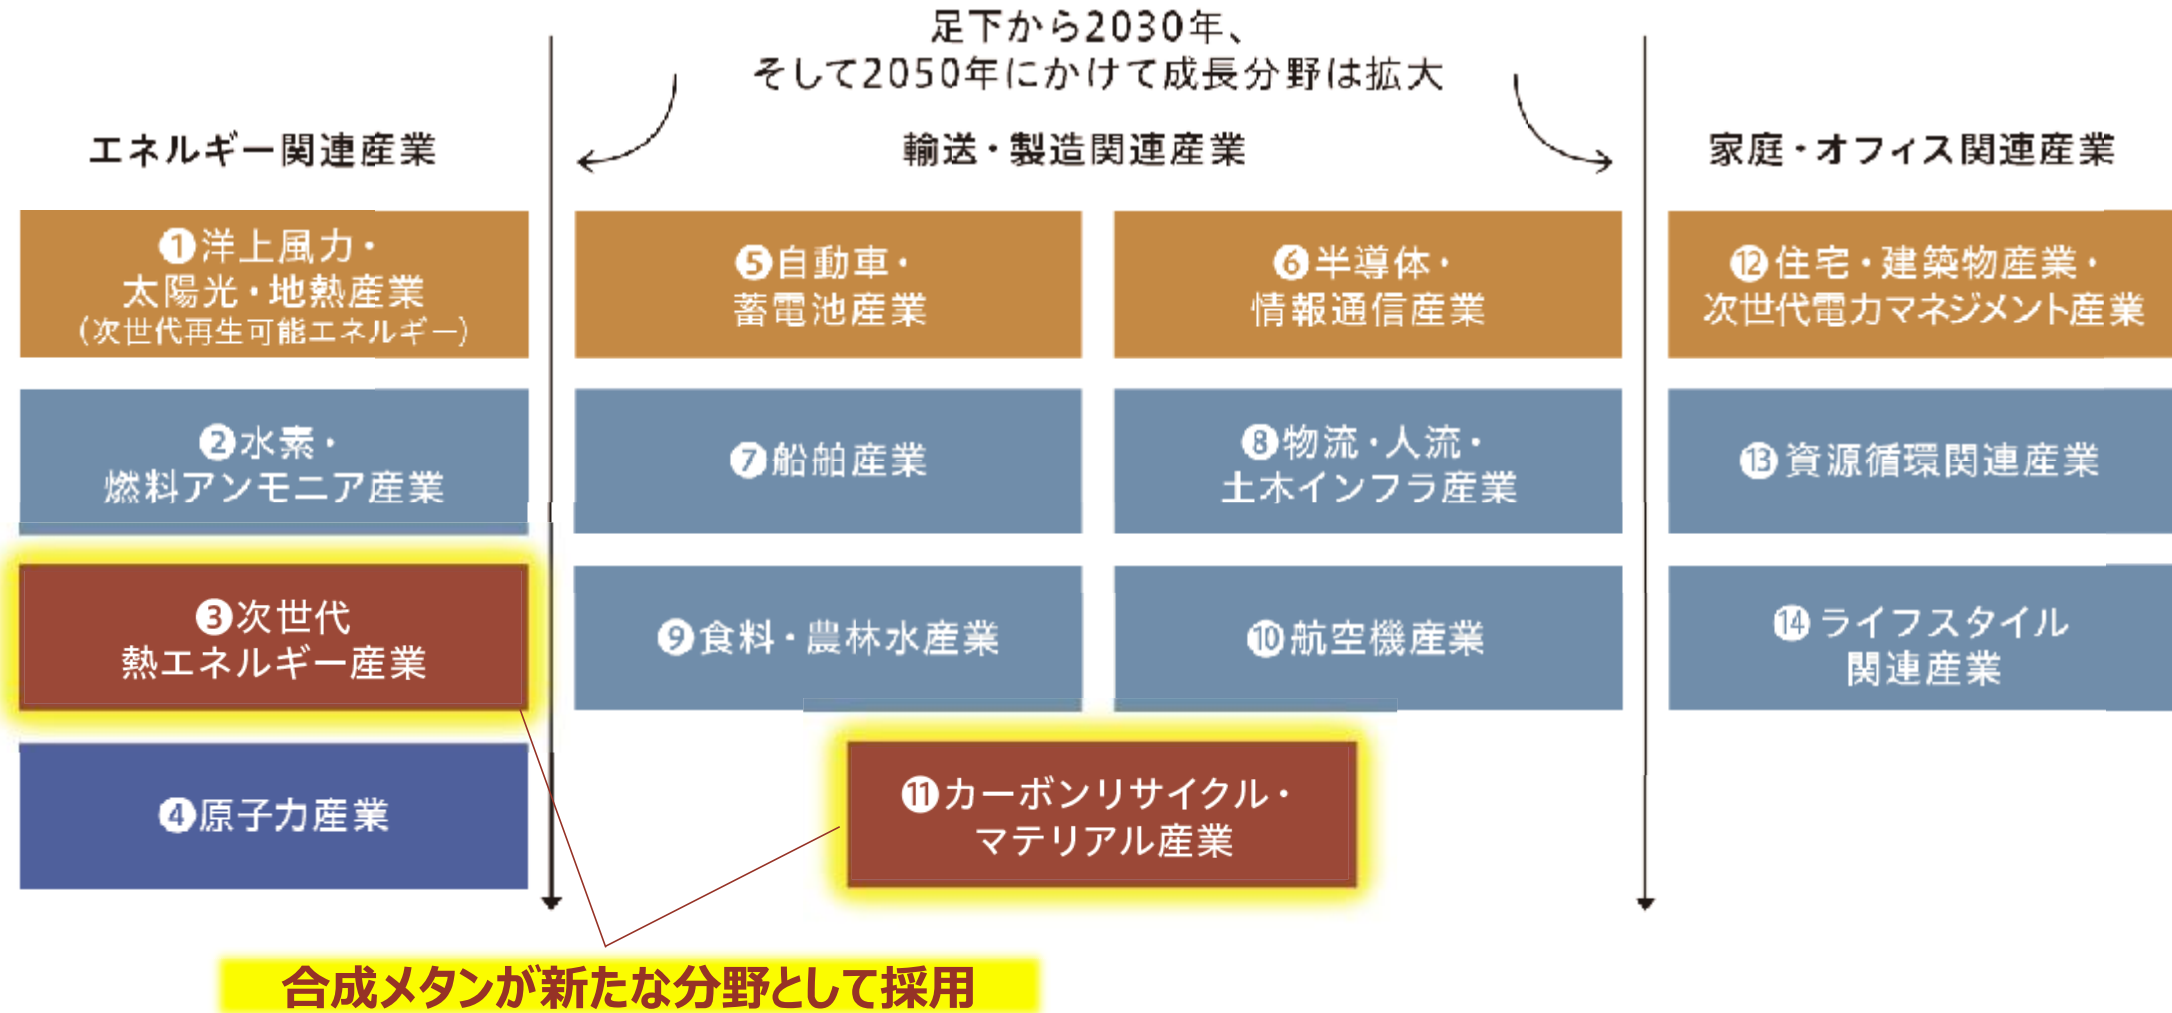 足下から2030年、
そして2050年にかけて成長分野は拡大
エネルギー関連産業
輸送・製造関連産業
家庭・オフィス関連産業
❶洋上風力・
太陽光・地熱産業
(次世代再生可能エネルギー)
❺自動車・
蓄電池産業
❻半導体・
情報通信産業
⓬住宅・建築物産業・
次世代電力マネジメント産業
❷水素・
燃料アンモニア産業
❼船舶産業
❽物流・人流・
土木インフラ産業
⓭資源循環関連産業
❸次世代
熱エネルギー産業
❾食料・農林水産業
❿航空機産業
⓮ライフスタイル
関連産業
❹原子力産業
⓫カーボンリサイクル・
マテリアル産業
合成メタンが新たな分野として採用